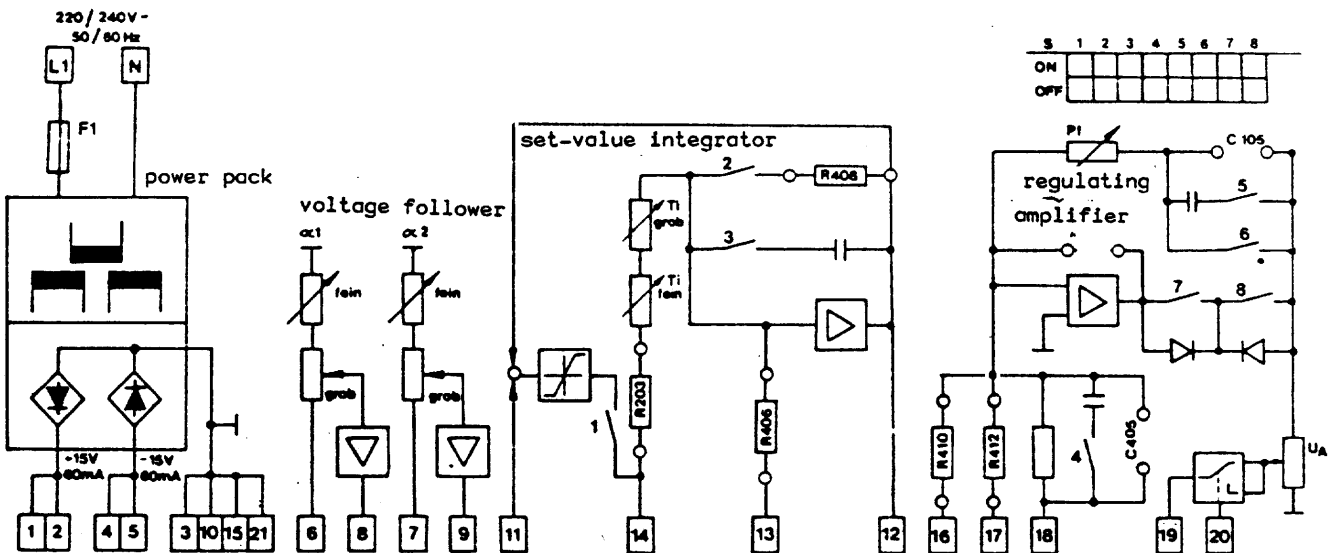 220/240V~
50/60Hz
L1
N
F1
power pack
-15V
60mA
-15V
60mA
1 2 4 5 3 10 15 21
voltage follower
α1
α2
fein
fein
grob
grob
6 8 7 9
set-value integrator
2
R408
Ti
grob
3
Ti
fein
R203
1
R406
11 14 13 12
S 1 2 3 4 5 6 7 8
ON
OFF
P1
C 105
regulating
amplifier
5
6
7
8
R410
R412
4
C405
UA
16 17 18 19 20